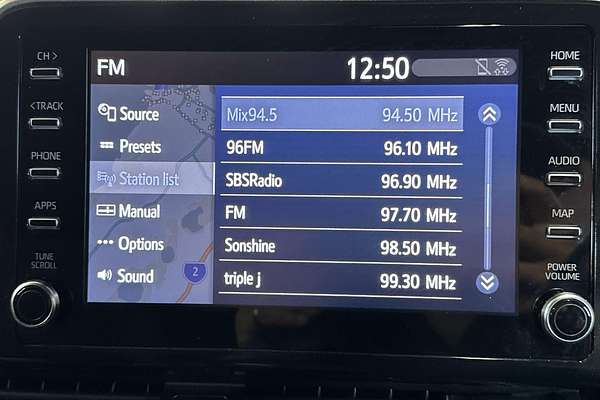 CH >
<TRACK
PHONE
APPS
TUNE
SCROLL
FM
12:50
Source
Presets
Station list
Manual
Options
Sound
2
Mix94.5 94.50 MHz
96FM 96.10 MHz
SBSRadio 96.90 MHz
FM 97.70 MHz
Sonshine 98.50 MHz
triple j 99.30 MHz
HOME
MENU
AUDIO
MAP
POWER
VOLUME